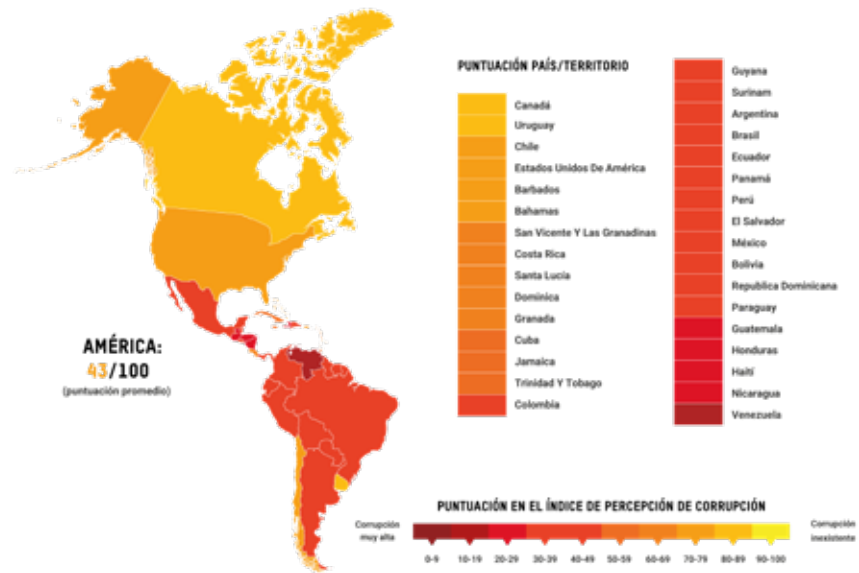 PUNTUACIÓN PAÍS/TERRITORIO
Canadá
Uruguay
Chile
Estados Unidos De América
Barbados
Bahamas
San Vicente Y Las Granadinas
Costa Rica
Santa Lucía
Dominica
Granada
Cuba
Jamaica
Trinidad Y Tobago
Colombia
Guyana
Surinam
Argentina
Brasil
Ecuador
Panamá
Perú
El Salvador
México
Bolivia
Republica Dominicana
Paraguay
Guatemala
Honduras
Haití
Nicaragua
Venezuela
AMÉRICA:
43/100
(puntuación promedio)
PUNTUACIÓN EN EL ÍNDICE DE PERCEPCIÓN DE CORRUPCIÓN
Corrupción
muy alta
0-9 10-19 20-29 30-39 40-49 50-59 60-69 70-79 80-89 90-100
Corrupción
inexistente